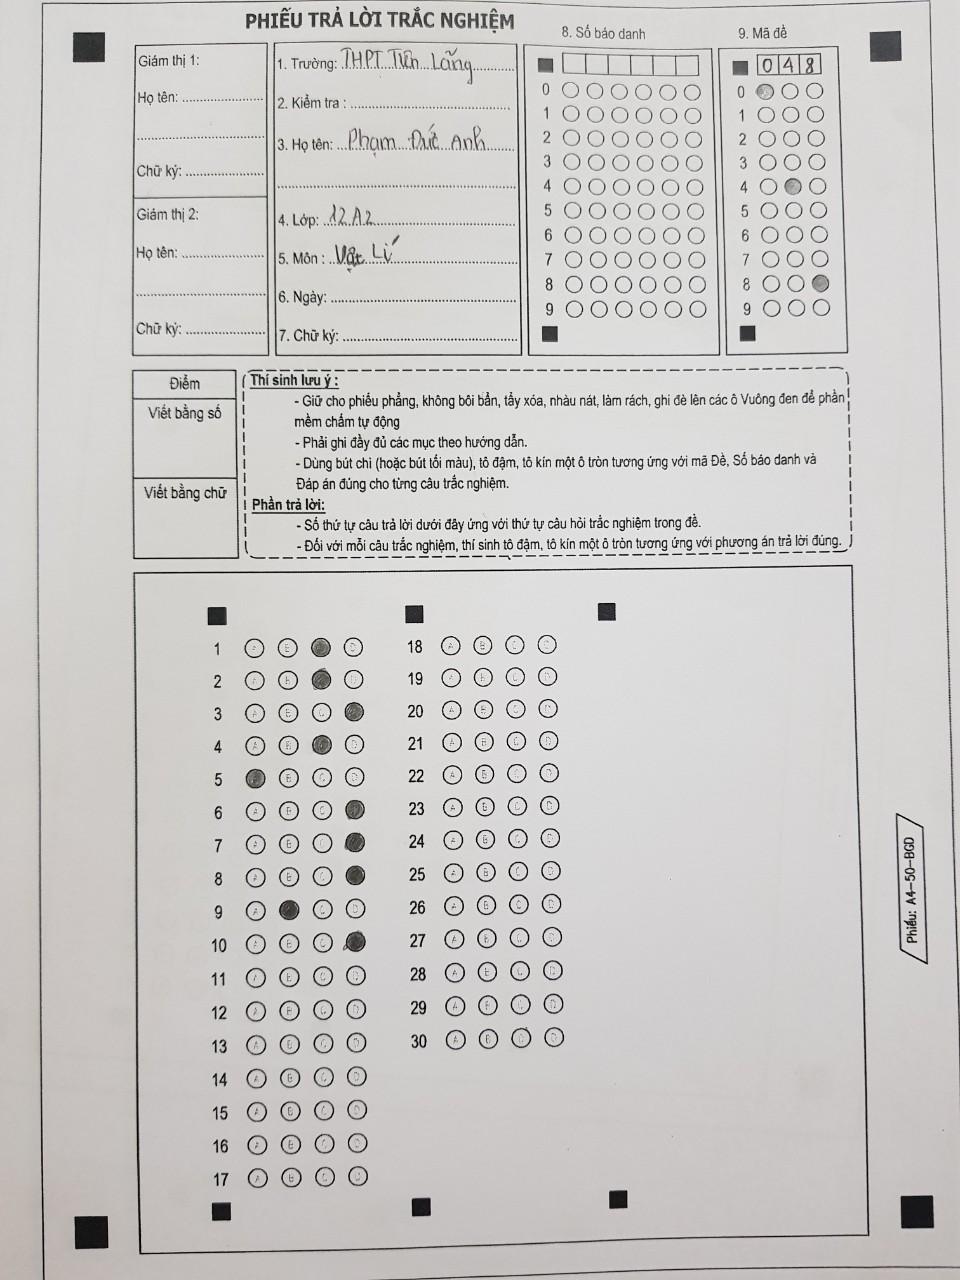 PHIẾU TRẢ LỜI TRẮC NGHIỆM
Giám thị 1:
Họ tên: ....................
..............................
Chữ ký: ....................
Giám thị 2:
Họ tên: ....................
..............................
Chữ ký: ....................
1. Trường: THPT Tiên Lãng
2. Kiểm tra : ....................
3. Họ tên: Phạm Đức Anh
..............................
4. Lớp: 12A2
5. Môn : Vật Lí
6. Ngày: ....................
7. Chữ ký: ....................
8. Số báo danh
0
1
2
3
4
5
6
7
8
9
9. Mã đề
0 4 8
0
1
2
3
4
5
6
7
8
9
Điểm
Viết bằng số
Viết bằng chữ
Thí sinh lưu ý :
- Giữ cho phiếu phẳng, không bôi bẩn, tẩy xóa, nhàu nát, làm rách, ghi đè lên các ô Vuông đen để phần
mềm chấm tự động
- Phải ghi đầy đủ các mục theo hướng dẫn.
- Dùng bút chì (hoặc bút tối màu), tô đậm, tô kín một ô tròn tương ứng với mã Đề, Số báo danh và
Đáp án đúng cho từng câu trắc nghiệm.
Phần trả lời:
- Số thứ tự câu trả lời dưới đây ứng với thứ tự câu hỏi trắc nghiệm trong đề.
- Đối với mỗi câu trắc nghiệm, thí sinh tô đậm, tô kín một ô tròn tương ứng với phương án trả lời đúng.
1 A B D
2 A B D
3 A B C
4 A B D
5 B C D
6 A B C
7 A B C
8 A B C
9 A C D
10 A B C
11 A B C D
12 A B C D
13 A B C D
14 A B C D
15 A B C D
16 A B C D
17 A B C D
18 A B C D
19 A B C D
20 A B C D
21 A B C D
22 A B C D
23 A B C D
24 A B C D
25 A B C D
26 A B C D
27 A B C D
28 A B C D
29 A B C D
30 A B C D
Phiếu: A4-50-BGD